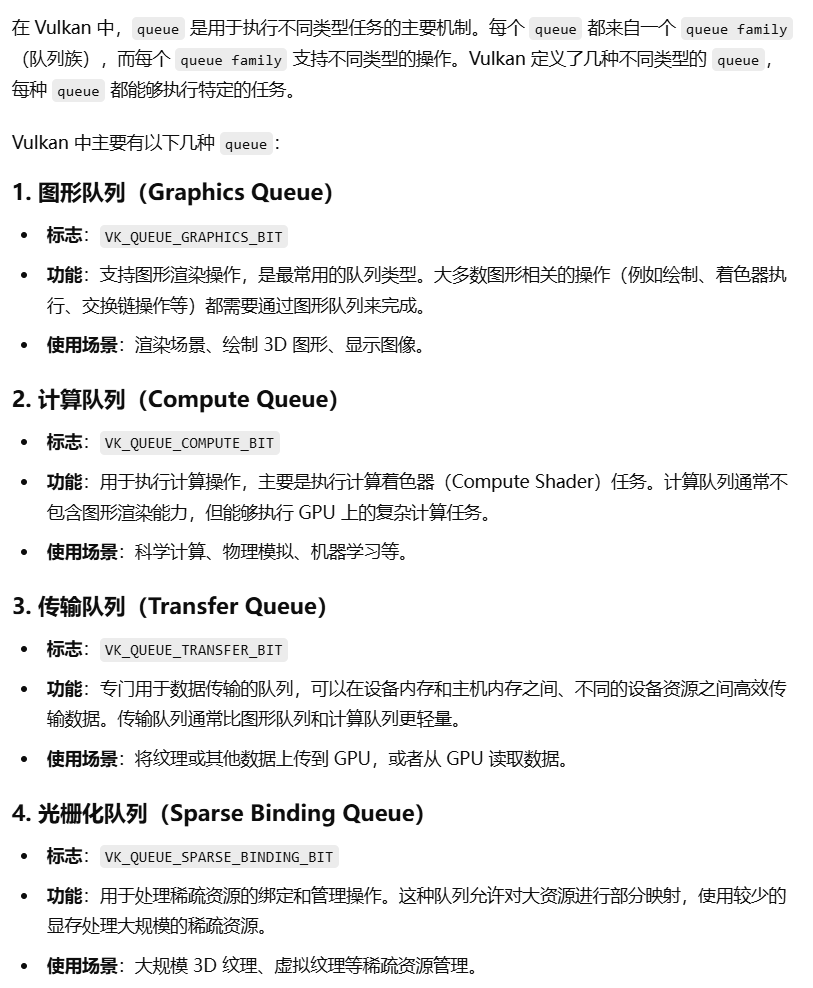 在 Vulkan 中，queue 是用于执行不同类型任务的主要机制。每个 queue 都来自一个 queue family
（队列族），而每个 queue family 支持不同类型的操作。Vulkan 定义了几种不同类型的 queue，
每种 queue 都能够执行特定的任务。
Vulkan 中主要有以下几种 queue：
1. 图形队列（Graphics Queue）
• 标志：VK_QUEUE_GRAPHICS_BIT
• 功能：支持图形渲染操作，是最常用的队列类型。大多数图形相关的操作（例如绘制、着色器执
行、交换链操作等）都需要通过图形队列来完成。
• 使用场景：渲染场景、绘制 3D 图形、显示图像。
2. 计算队列（Compute Queue）
• 标志：VK_QUEUE_COMPUTE_BIT
• 功能：用于执行计算操作，主要是执行计算着色器（Compute Shader）任务。计算队列通常不
包含图形渲染能力，但能够执行 GPU 上的复杂计算任务。
• 使用场景：科学计算、物理模拟、机器学习等。
3. 传输队列（Transfer Queue）
• 标志：VK_QUEUE_TRANSFER_BIT
• 功能：专门用于数据传输的队列，可以在设备内存和主机内存之间、不同的设备资源之间高效传
输数据。传输队列通常比图形队列和计算队列更轻量。
• 使用场景：将纹理或其他数据上传到 GPU，或者从 GPU 读取数据。
4. 光栅化队列（Sparse Binding Queue）
• 标志：VK_QUEUE_SPARSE_BINDING_BIT
• 功能：用于处理稀疏资源的绑定和管理操作。这种队列允许对大资源进行部分映射，使用较少的
显存处理大规模的稀疏资源。
• 使用场景：大规模 3D 纹理、虚拟纹理等稀疏资源管理。